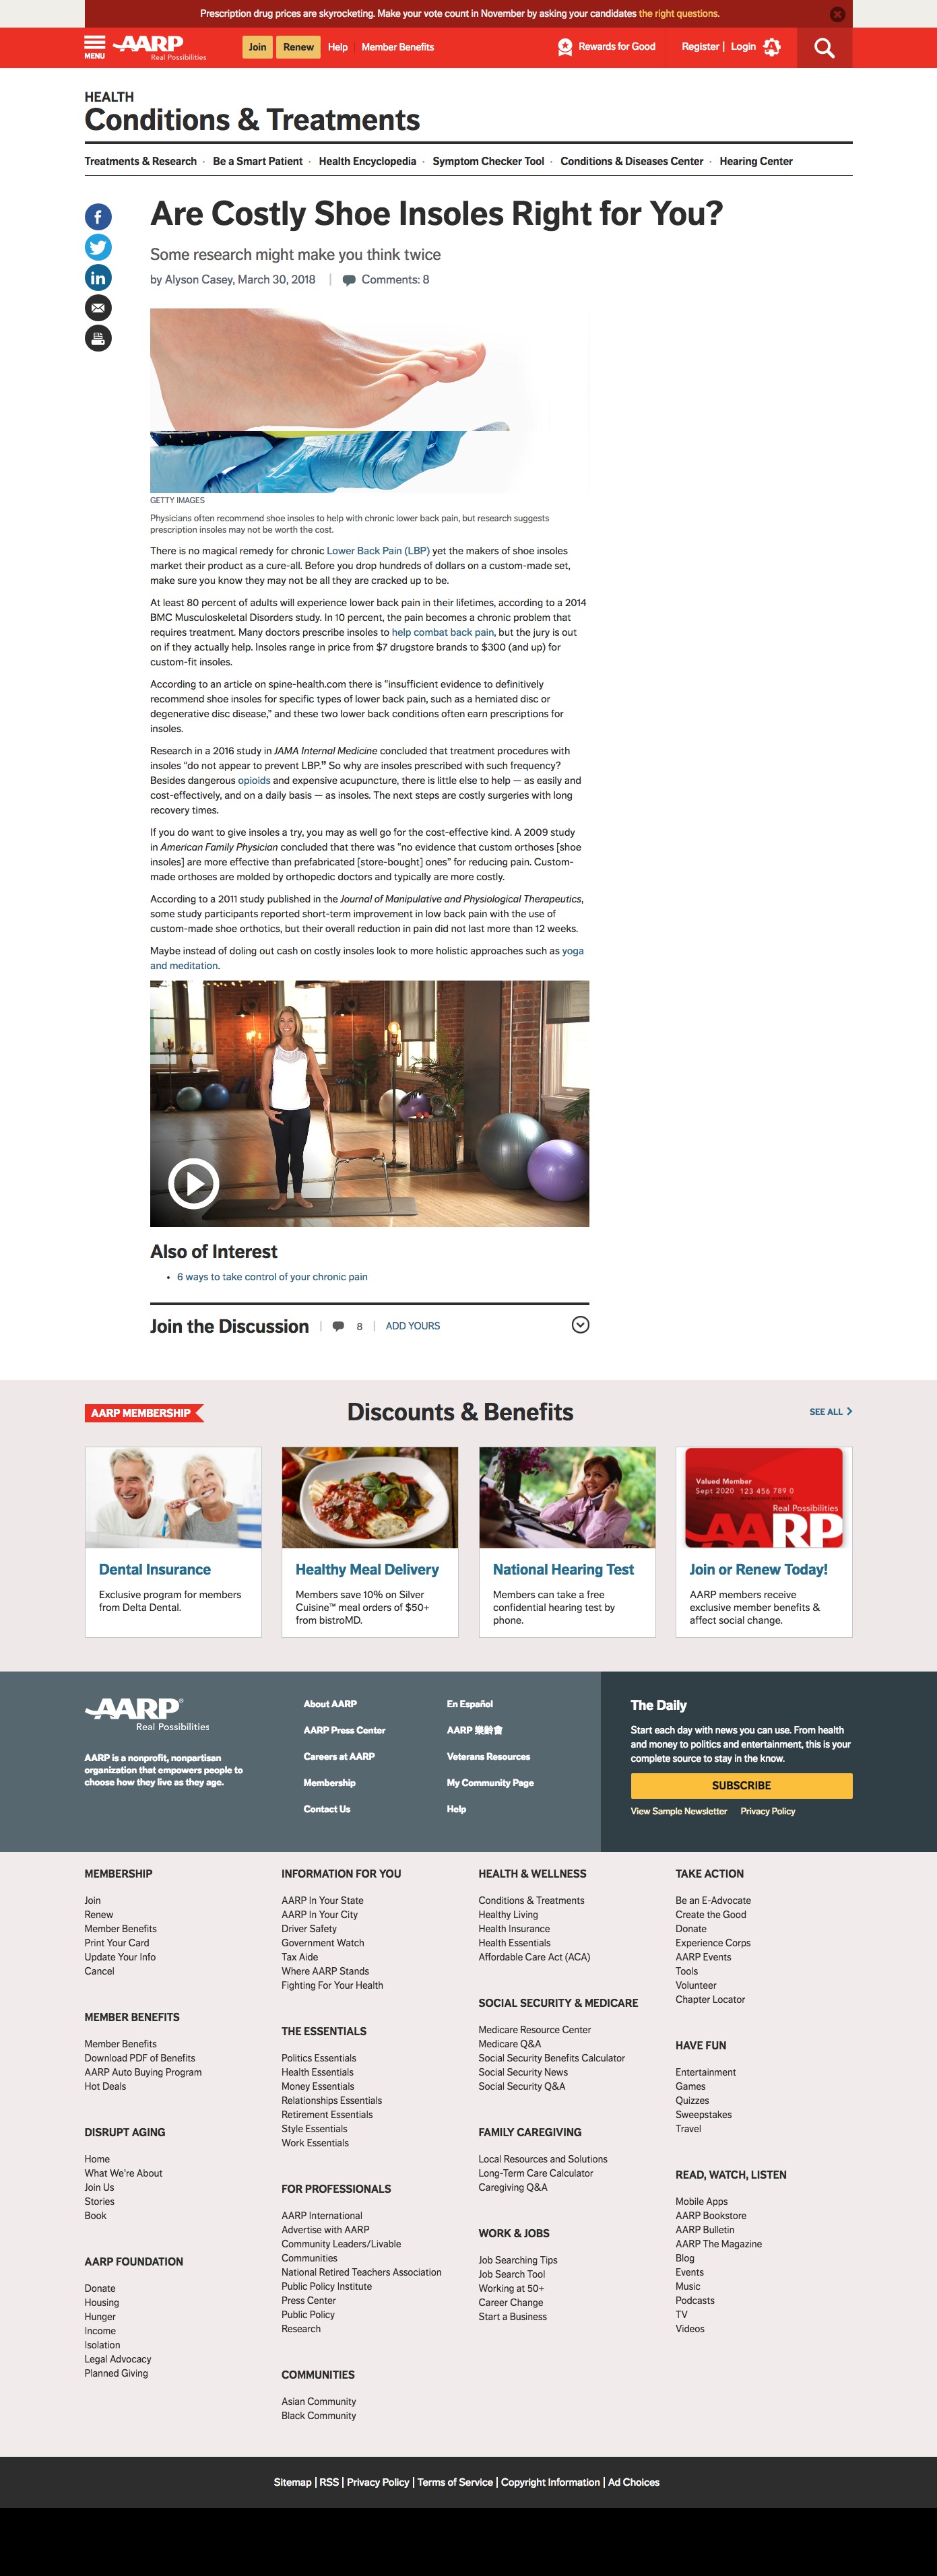 Prescription drug prices are skyrocketing. Make your vote count in November by asking your candidates the right questions.
MENU
AARP
Real Possibilities
Join
Renew
Help
Member Benefits
Rewards for Good
Register | Login
HEALTH
Conditions & Treatments
Treatments & Research · Be a Smart Patient · Health Encyclopedia · Symptom Checker Tool · Conditions & Diseases Center · Hearing Center
Are Costly Shoe Insoles Right for You?
Some research might make you think twice
by Alyson Casey, March 30, 2018 | Comments: 8
GETTY IMAGES
Physicians often recommend shoe insoles to help with chronic lower back pain, but research suggests
prescription insoles may not be worth the cost.
There is no magical remedy for chronic Lower Back Pain (LBP) yet the makers of shoe insoles
market their product as a cure-all. Before you drop hundreds of dollars on a custom-made set,
make sure you know they may not be all they are cracked up to be.
At least 80 percent of adults will experience lower back pain in their lifetimes, according to a 2014
BMC Musculoskeletal Disorders study. In 10 percent, the pain becomes a chronic problem that
requires treatment. Many doctors prescribe insoles to help combat back pain, but the jury is out
on if they actually help. Insoles range in price from $7 drugstore brands to $300 (and up) for
custom-fit insoles.
According to an article on spine-health.com there is “insufficient evidence to definitively
recommend shoe insoles for specific types of lower back pain, such as a herniated disc or
degenerative disc disease,” and these two lower back conditions often earn prescriptions for
insoles.
Research in a 2016 study in JAMA Internal Medicine concluded that treatment procedures with
insoles “do not appear to prevent LBP.” So why are insoles prescribed with such frequency?
Besides dangerous opioids and expensive acupuncture, there is little else to help — as easily and
cost-effectively, and on a daily basis — as insoles. The next steps are costly surgeries with long
recovery times.
If you do want to give insoles a try, you may as well go for the cost-effective kind. A 2009 study
in American Family Physician concluded that there was “no evidence that custom orthoses [shoe
insoles] are more effective than prefabricated [store-bought] ones” for reducing pain. Custom-
made orthoses are molded by orthopedic doctors and typically are more costly.
According to a 2011 study published in the Journal of Manipulative and Physiological Therapeutics,
some study participants reported short-term improvement in low back pain with the use of
custom-made shoe orthotics, but their overall reduction in pain did not last more than 12 weeks.
Maybe instead of doling out cash on costly insoles look to more holistic approaches such as yoga
and meditation.
Also of Interest
• 6 ways to take control of your chronic pain
Join the Discussion | 8 | ADD YOURS
AARP MEMBERSHIP
Discounts & Benefits
SEE ALL
Valued Member
Sept 2020 123 456 789 0
Real Possibilities
AARP
Dental Insurance
Exclusive program for members
from Delta Dental.
Healthy Meal Delivery
Members save 10% on Silver
Cuisine™ meal orders of $50+
from bistroMD.
National Hearing Test
Members can take a free
confidential hearing test by
phone.
Join or Renew Today!
AARP members receive
exclusive member benefits &
affect social change.
AARP®
Real Possibilities
AARP is a nonprofit, nonpartisan
organization that empowers people to
choose how they live as they age.
About AARP
AARP Press Center
Careers at AARP
Membership
Contact Us
En Español
AARP 樂齡會
Veterans Resources
My Community Page
Help
The Daily
Start each day with news you can use. From health
and money to politics and entertainment, this is your
complete source to stay in the know.
SUBSCRIBE
View Sample Newsletter Privacy Policy
MEMBERSHIP
Join
Renew
Member Benefits
Print Your Card
Update Your Info
Cancel
MEMBER BENEFITS
Member Benefits
Download PDF of Benefits
AARP Auto Buying Program
Hot Deals
DISRUPT AGING
Home
What We're About
Join Us
Stories
Book
AARP FOUNDATION
Donate
Housing
Hunger
Income
Isolation
Legal Advocacy
Planned Giving
INFORMATION FOR YOU
AARP In Your State
AARP In Your City
Driver Safety
Government Watch
Tax Aide
Where AARP Stands
Fighting For Your Health
THE ESSENTIALS
Politics Essentials
Health Essentials
Money Essentials
Relationships Essentials
Retirement Essentials
Style Essentials
Work Essentials
FOR PROFESSIONALS
AARP International
Advertise with AARP
Community Leaders/Livable
Communities
National Retired Teachers Association
Public Policy Institute
Press Center
Public Policy
Research
COMMUNITIES
Asian Community
Black Community
HEALTH & WELLNESS
Conditions & Treatments
Healthy Living
Health Insurance
Health Essentials
Affordable Care Act (ACA)
SOCIAL SECURITY & MEDICARE
Medicare Resource Center
Medicare Q&A
Social Security Benefits Calculator
Social Security News
Social Security Q&A
FAMILY CAREGIVING
Local Resources and Solutions
Long-Term Care Calculator
Caregiving Q&A
WORK & JOBS
Job Searching Tips
Job Search Tool
Working at 50+
Career Change
Start a Business
TAKE ACTION
Be an E-Advocate
Create the Good
Donate
Experience Corps
AARP Events
Tools
Volunteer
Chapter Locator
HAVE FUN
Entertainment
Games
Quizzes
Sweepstakes
Travel
READ, WATCH, LISTEN
Mobile Apps
AARP Bookstore
AARP Bulletin
AARP The Magazine
Blog
Events
Music
Podcasts
TV
Videos
Sitemap | RSS | Privacy Policy | Terms of Service | Copyright Information | Ad Choices